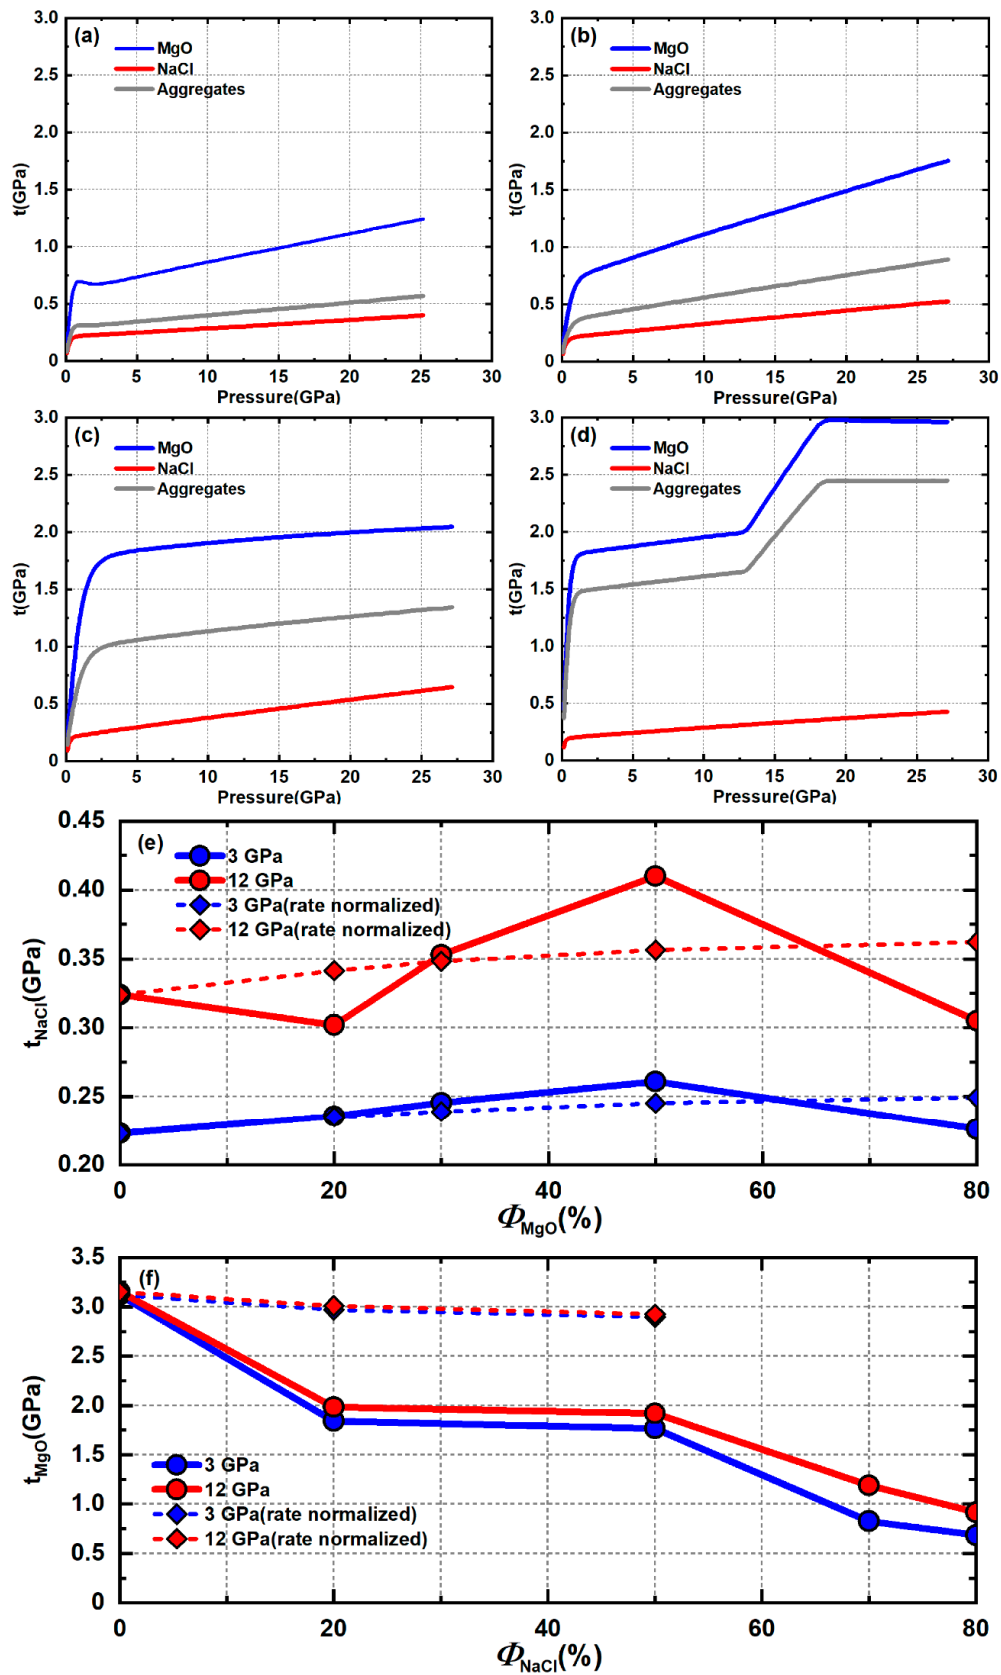 (a)
MgO
NaCl
Aggregates
t(GPa)
3.0
2.5
2.0
1.5
1.0
0.5
0
0 5 10 15 20 25 30
Pressure(GPa)
(b)
MgO
NaCl
Aggregates
t(GPa)
3.0
2.5
2.0
1.5
1.0
0.5
0
0 5 10 15 20 25 30
Pressure(GPa)
(c)
MgO
NaCl
Aggregates
t(GPa)
3.0
2.5
2.0
1.5
1.0
0.5
0
0 5 10 15 20 25 30
Pressure(GPa)
(d)
MgO
NaCl
Aggregates
t(GPa)
3.0
2.5
2.0
1.5
1.0
0.5
0
0 5 10 15 20 25 30
Pressure(GPa)
(e)
3 GPa
12 GPa
3 GPa(rate normalized)
12 GPa(rate normalized)
tNaCl(GPa)
0.45
0.40
0.35
0.30
0.25
0.20
0 20 40 60 80
ΦMgO(%)
(f)
3 GPa
12 GPa
3 GPa(rate normalized)
12 GPa(rate normalized)
tMgO(GPa)
3.5
3.0
2.5
2.0
1.5
1.0
0.5
0
0 20 40 60 80
ΦNaCl(%)